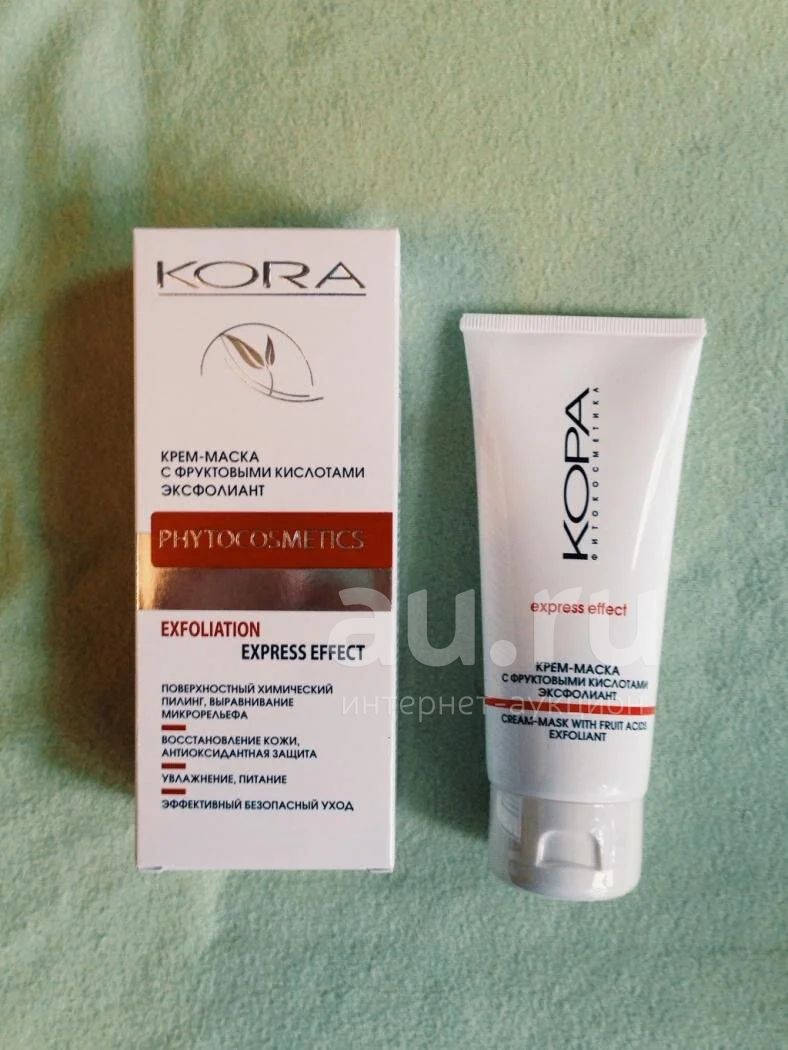 KORA
КРЕМ-МАСКА
С ФРУКТОВЫМИ КИСЛОТАМИ
ЭКСФОЛИАНТ
PHYTOCOSMETICS
EXFOLIATION
EXPRESS EFFECT
ПОВЕРХНОСТНЫЙ ХИМИЧЕСКИЙ
ПИЛИНГ, ВЫРАВНИВАНИЕ
МИКРОРЕЛЬЕФА
ВОССТАНОВЛЕНИЕ КОЖИ,
АНТИОКСИДАНТНАЯ ЗАЩИТА
УВЛАЖНЕНИЕ, ПИТАНИЕ
ЭФФЕКТИВНЫЙ БЕЗОПАСНЫЙ УХОД
КОРА
ФИТОКОСМЕТИКА
express effect
КРЕМ-МАСКА
С ФРУКТОВЫМИ КИСЛОТАМИ
ЭКСФОЛИАНТ
CREAM-MASK WITH FRUIT ACIDS
EXFOLIANT
au.ru
интернет-аукцион